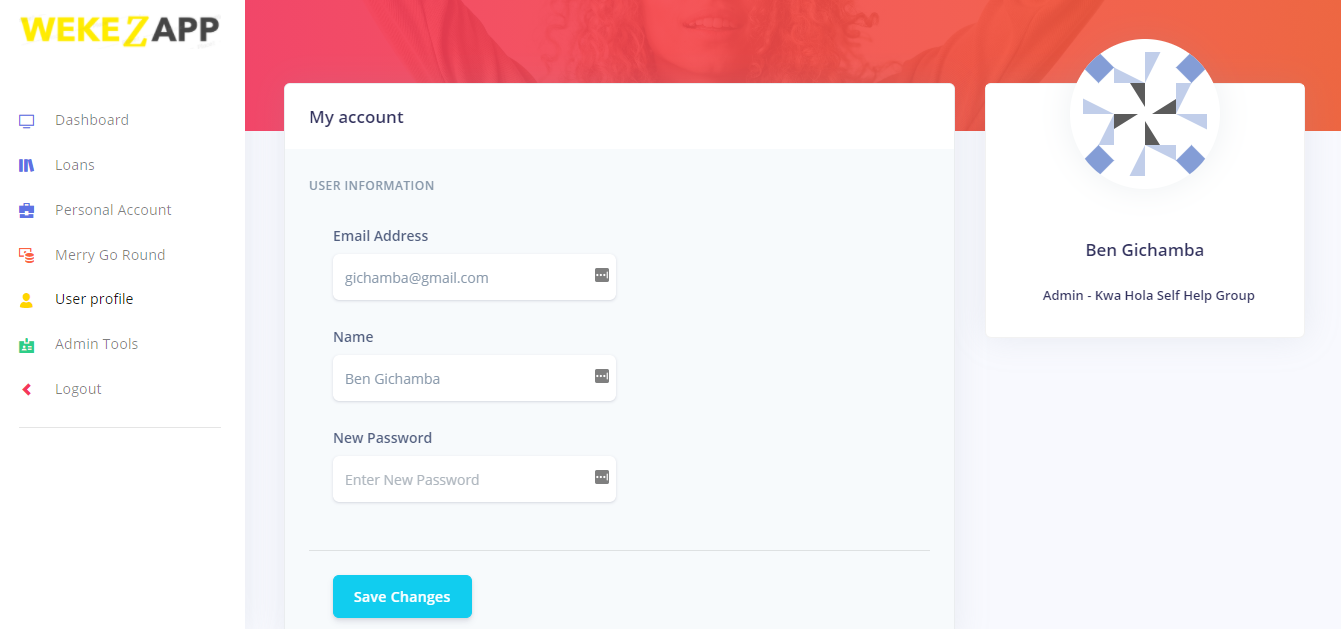 WEKEZAPP
Dashboard
Loans
Personal Account
Merry Go Round
User profile
Admin Tools
Logout
My account
USER INFORMATION
Email Address
gichamba@gmail.com
Name
Ben Gichamba
New Password
Enter New Password
Save Changes
Ben Gichamba
Admin - Kwa Hola Self Help Group